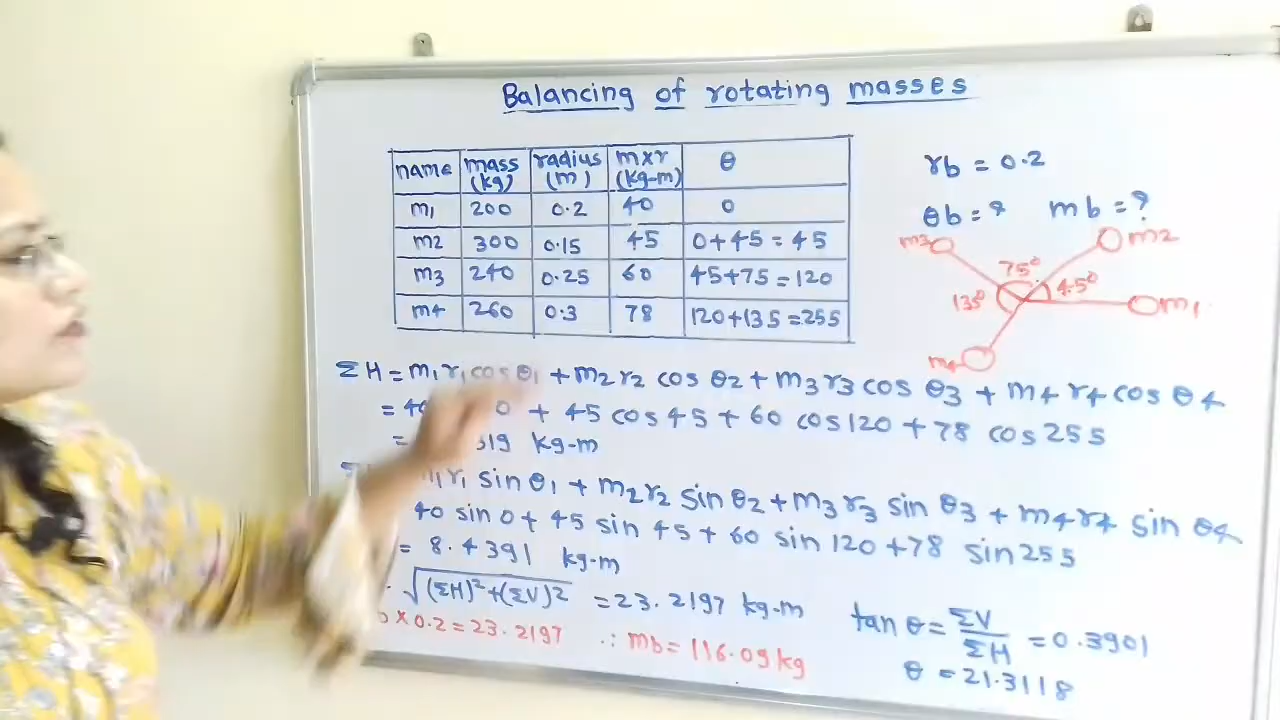 Balancing of rotating masses
name mass (kg) radius (m) m×r (kg-m) θ
m1 200 0.2 40 0
m2 300 0.15 45 0+45=45
m3 240 0.25 60 45+75=120
m4 260 0.3 78 120+135=255
rb = 0.2
θb = ? mb = ?
m3 m2
75°
135° 45°
m1
m4
ΣH = m1r1cosθ1 + m2r2 cos θ2 + m3r3 cos θ3 + m4r4 cos θ4
= 40 0 + 45 cos 45 + 60 cos 120 + 78 cos 255
= 319 kg-m
r1 sin θ1 + m2r2 sin θ2 + m3r3 sin θ3 + m4r4 sin θ4
40 sin 0 + 45 sin 45 + 60 sin 120 + 78 sin 255
= 8.4391 kg-m
√(ΣH)²+(ΣV)² = 23.2197 kg-m
× 0.2 = 23.2197 ∴ mb = 116.09 kg
tan θ = ΣV/ΣH = 0.3901
θ = 21.3118